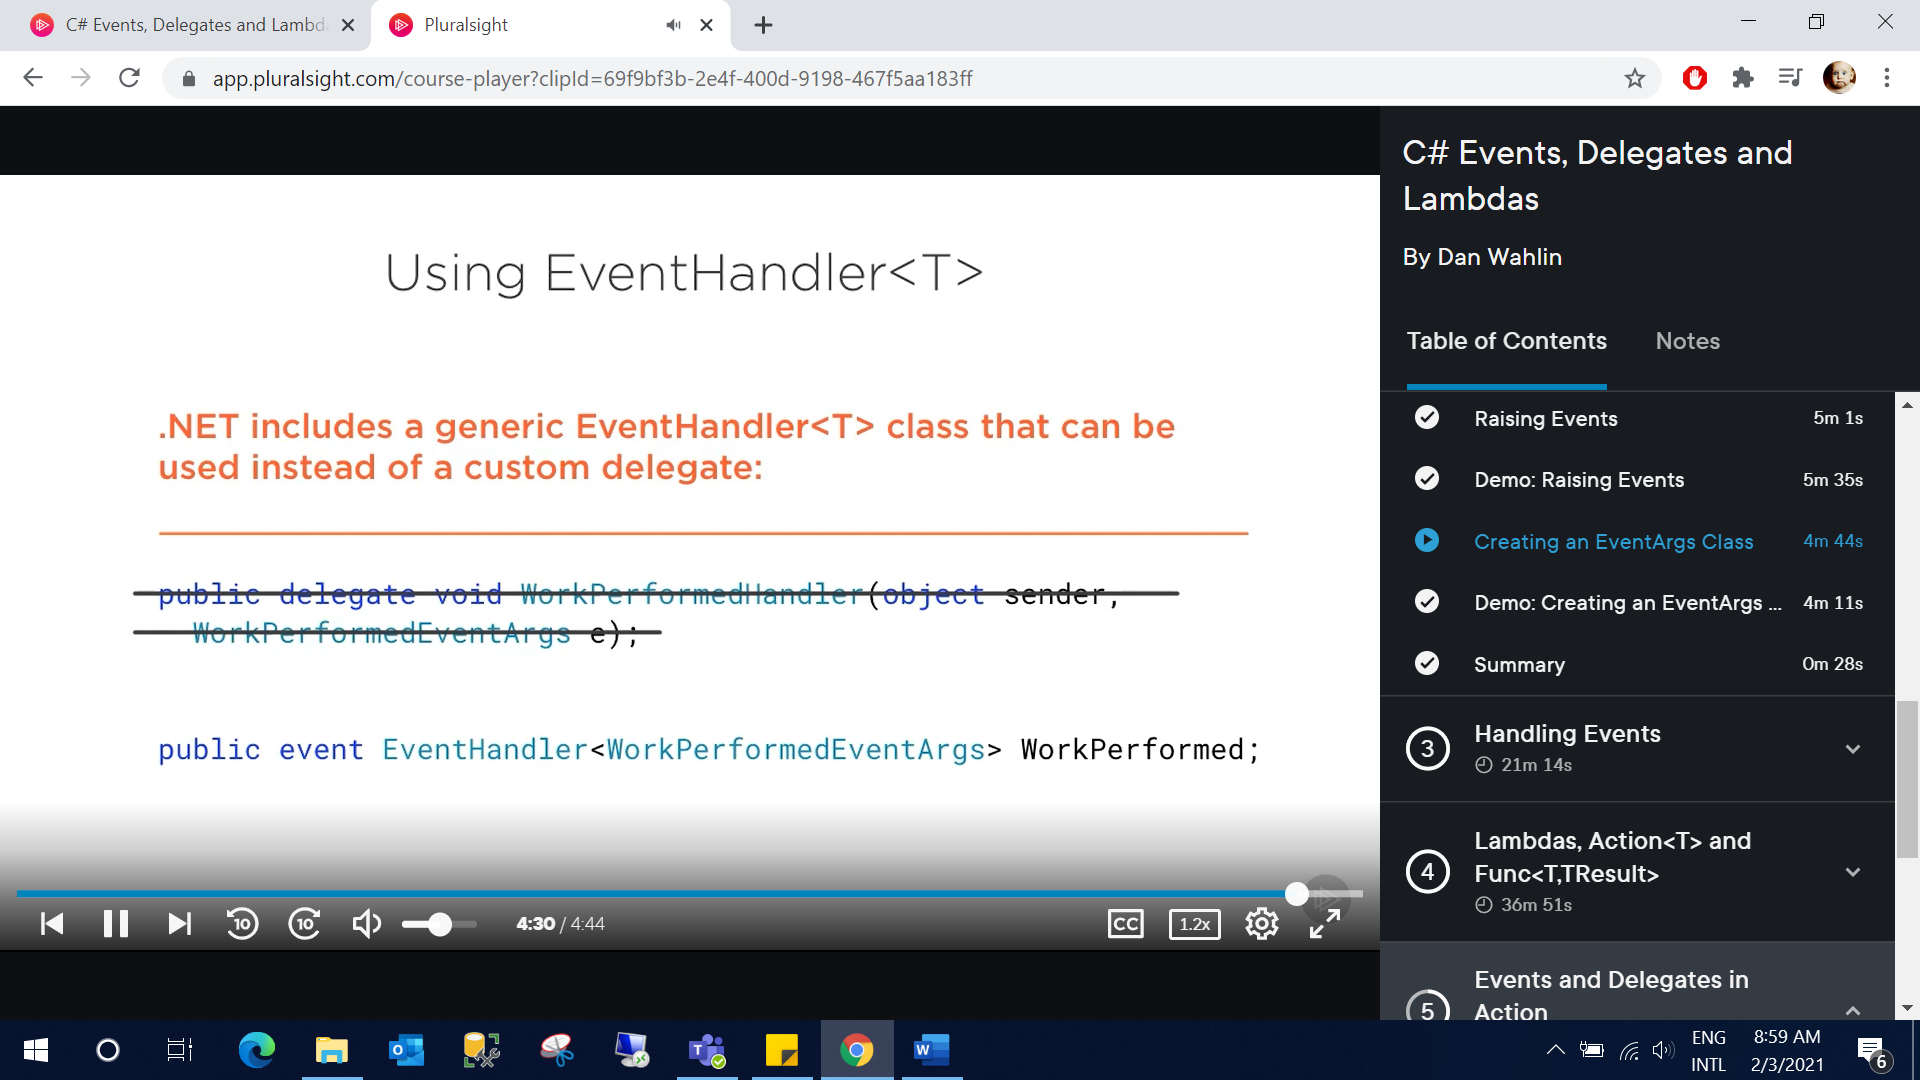 C# Events, Delegates and Lambd
Pluralsight
app.pluralsight.com/course-player?clipId=69f9bf3b-2e4f-400d-9198-467f5aa183ff
Using EventHandler<T>
.NET includes a generic EventHandler<T> class that can be
used instead of a custom delegate:
public delegate void WorkPerformedHandler(object sender,
WorkPerformedEventArgs e);
public event EventHandler<WorkPerformedEventArgs> WorkPerformed;
10
10
4:30 / 4:44
CC
1.2x
C# Events, Delegates and
Lambdas
By Dan Wahlin
Table of Contents
Notes
Raising Events 5m 1s
Demo: Raising Events 5m 35s
Creating an EventArgs Class 4m 44s
Demo: Creating an EventArgs ... 4m 11s
Summary 0m 28s
3
Handling Events
21m 14s
4
Lambdas, Action<T> and
Func<T,TResult>
36m 51s
5
Events and Delegates in
Action
ENG
INTL
8:59 AM
2/3/2021
6